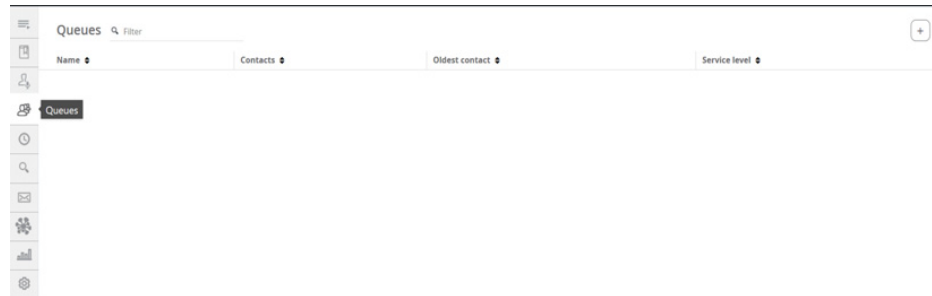 Queues Filter
Name Contacts Oldest contact Service level
Queues